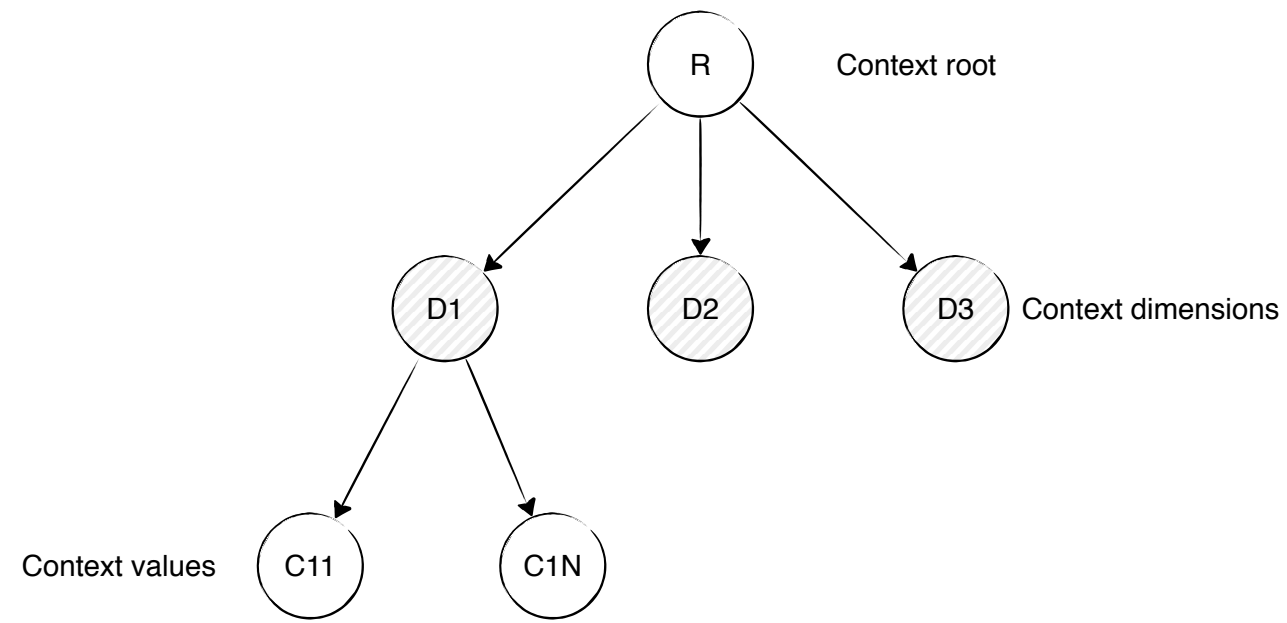 R
Context root
D1
D2
D3
Context dimensions
Context values
C11
C1N